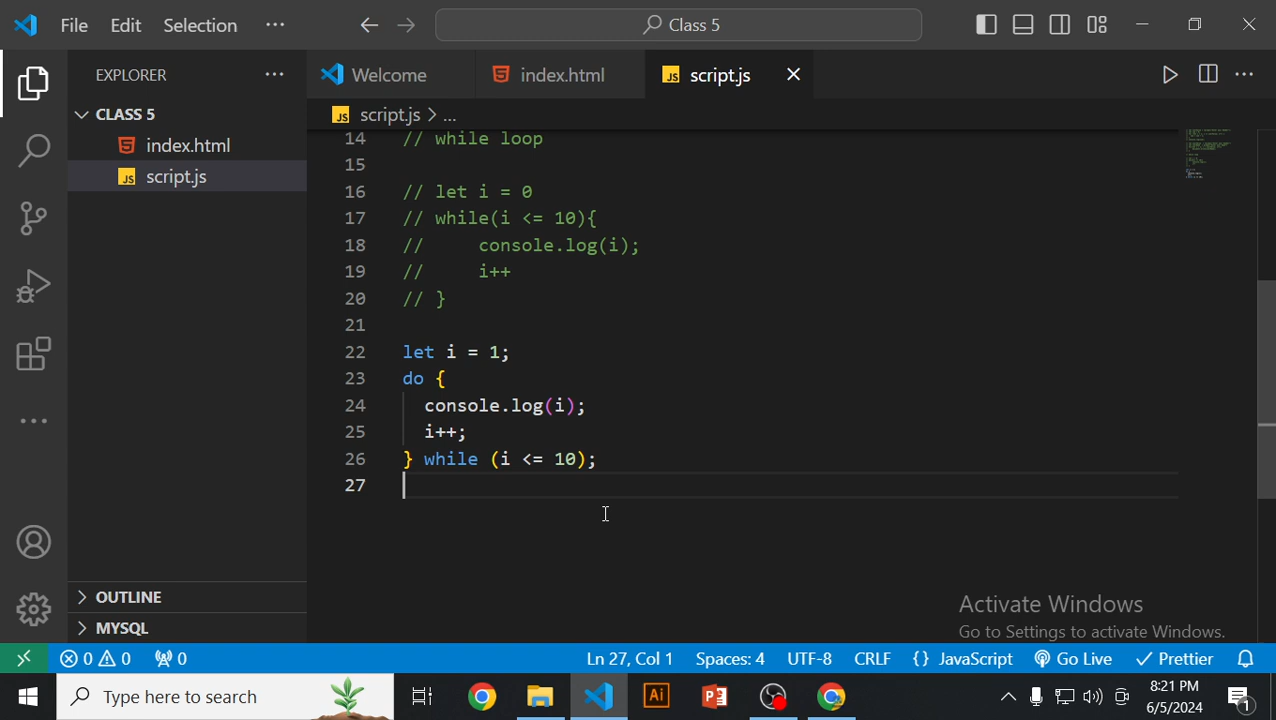 File Edit Selection ··· Class 5
EXPLORER ···
Welcome index.html script.js
CLASS 5
script.js > ...
index.html
script.js
14 // while loop
15
16 // let i = 0
17 // while(i <= 10){
18 //     console.log(i);
19 //     i++
20 // }
21
22 let i = 1;
23 do {
24   console.log(i);
25   i++;
26 } while (i <= 10);
27
OUTLINE
MYSQL
Activate Windows
Go to Settings to activate Windows.
0 0 0 Ln 27, Col 1 Spaces: 4 UTF-8 CRLF {} JavaScript Go Live Prettier
Type here to search
Ai
P
8:21 PM
6/5/2024
1